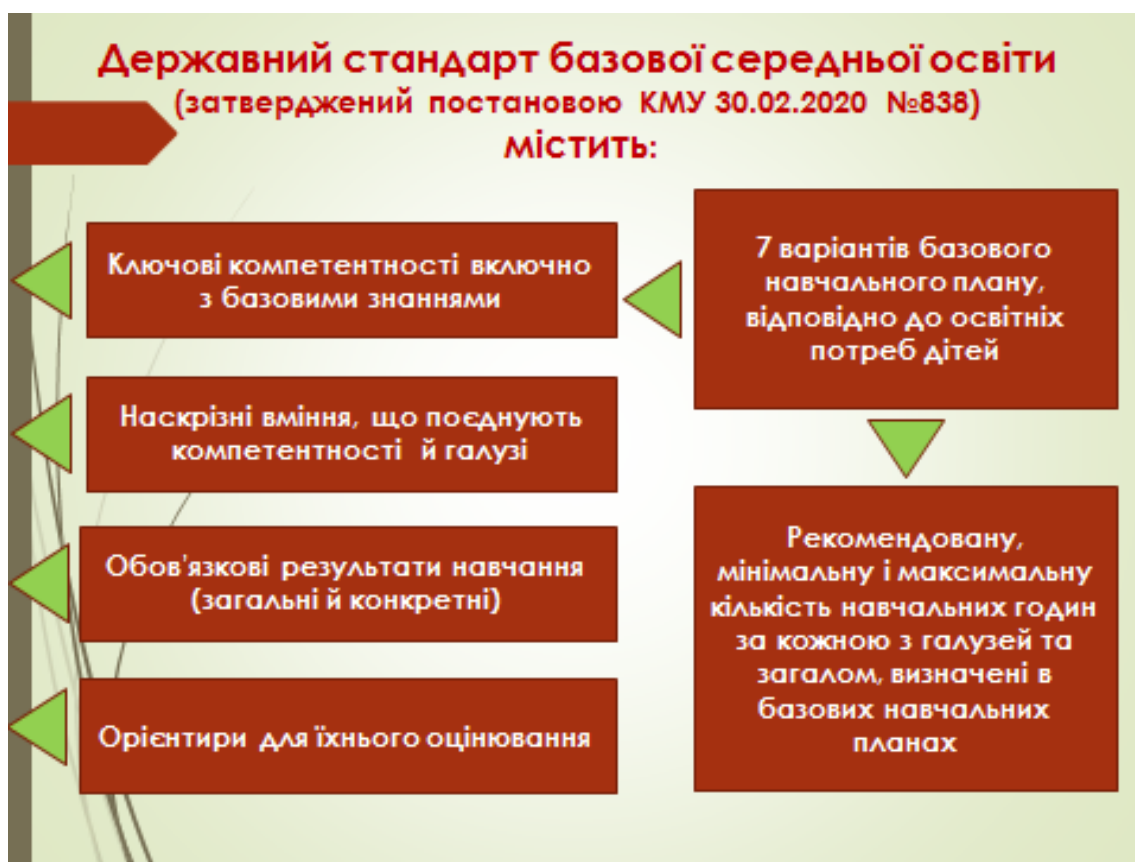 Державний стандарт базової середньої освіти
(затверджений постановою КМУ 30.02.2020 №838)
містить:
Ключові компетентності включно
з базовими знаннями
Наскрізні вміння, що поєднують
компетентності й галузі
Обов'язкові результати навчання
(загальні й конкретні)
Орієнтири для їхнього оцінювання
7 варіантів базового
навчального плану,
відповідно до освітніх
потреб дітей
Рекомендовану,
мінімальну і максимальну
кількість навчальних годин
за кожною з галузей та
загалом, визначені в
базових навчальних
планах